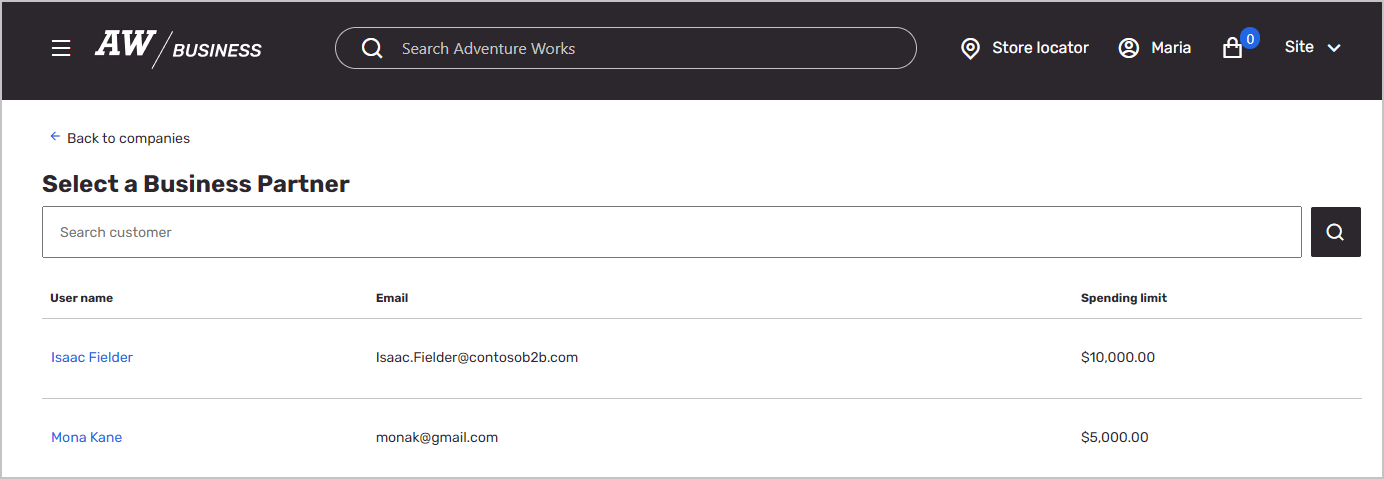 AW BUSINESS Search Adventure Works Store locator Maria 0 Site
Back to companies
Select a Business Partner
Search customer
User name Email Spending limit
Isaac Fielder Isaac.Fielder@contosob2b.com $10,000.00
Mona Kane monak@gmail.com $5,000.00